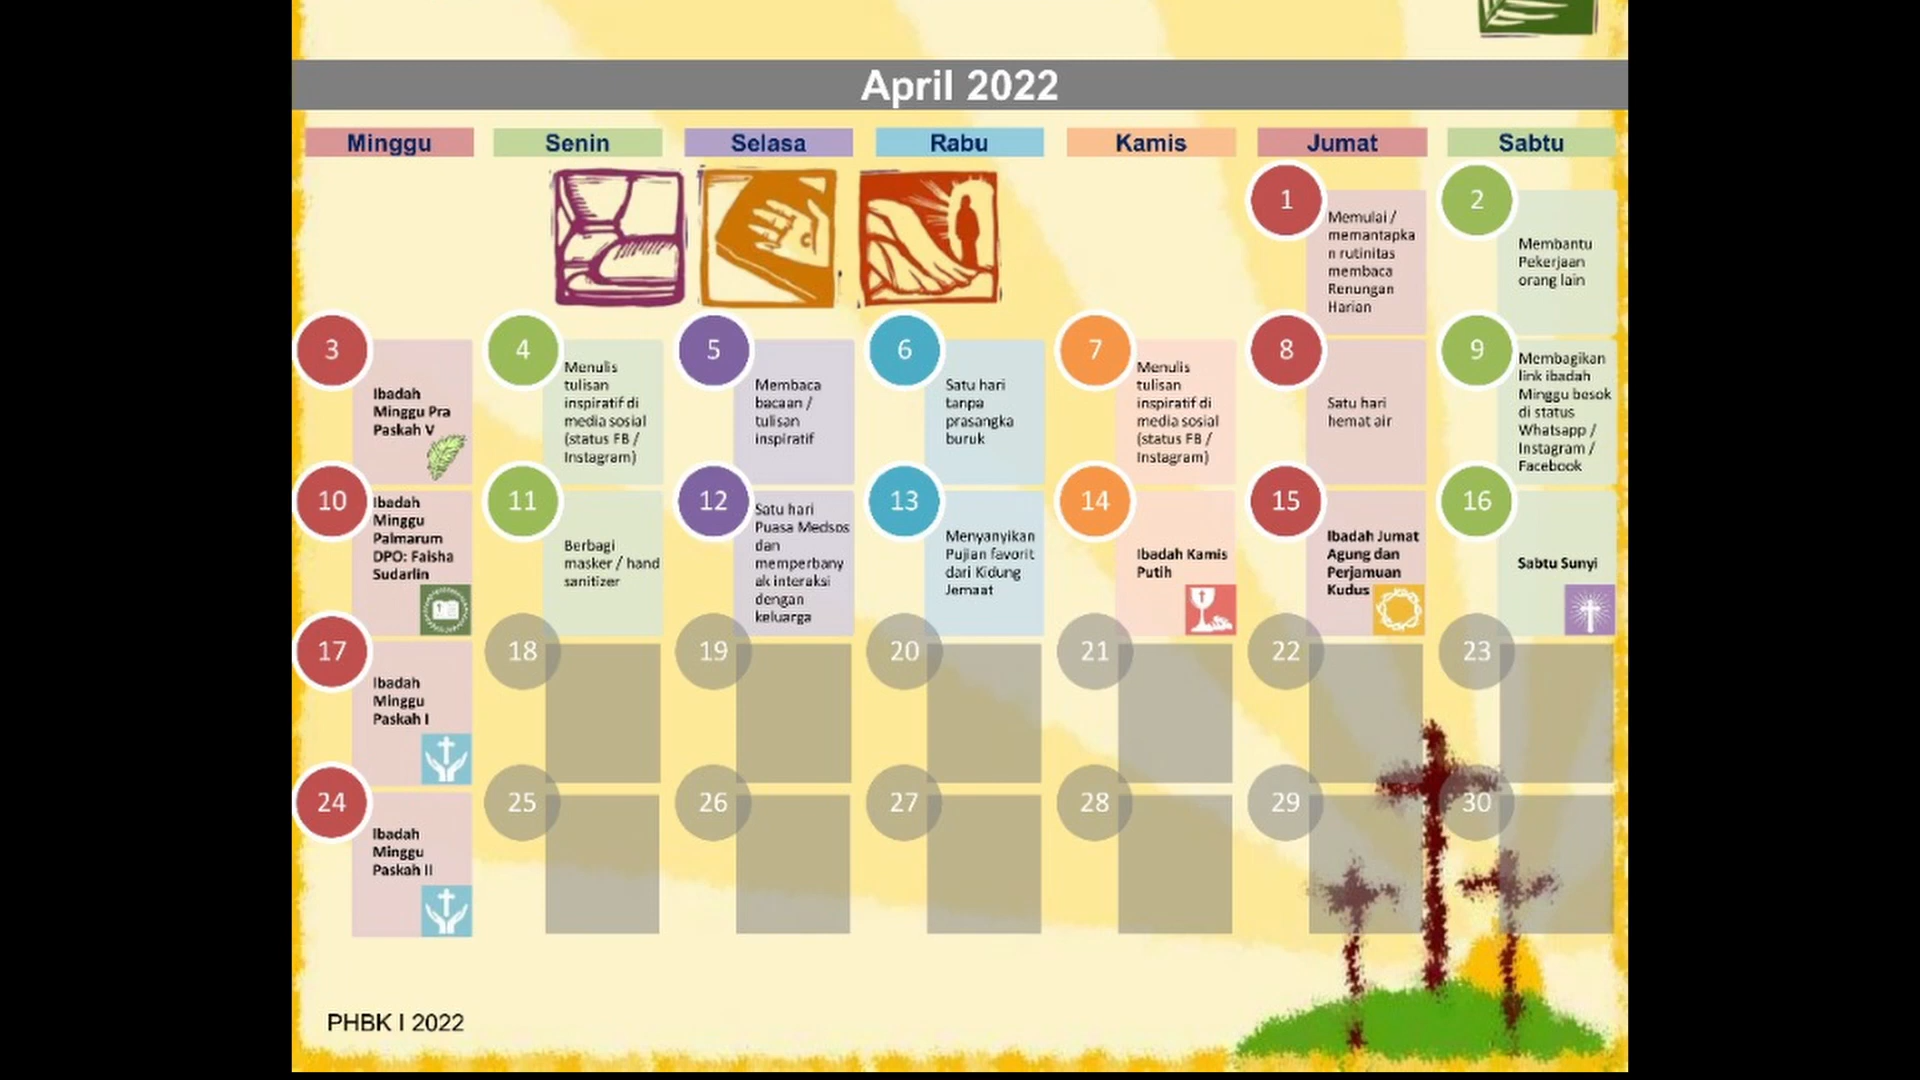 April 2022
Minggu
Senin
Selasa
Rabu
Kamis
Jumat
Sabtu
1
Memulai /
memantapka
n rutinitas
membaca
Renungan
Harian
2
Membantu
Pekerjaan
orang lain
3
Ibadah
Minggu Pra
Paskah V
4
Menulis
tulisan
inspiratif di
media sosial
(status FB /
Instagram)
5
Membaca
bacaan /
tulisan
inspiratif
6
Satu hari
tanpa
prasangka
buruk
7
Menulis
tulisan
inspiratif di
media sosial
(status FB /
Instagram)
8
Satu hari
hemat air
9
Membagikan
link ibadah
Minggu besok
di status
Whatsapp /
Instagram /
Facebook
10
Ibadah
Minggu
Palmarum
DPO: Faisha
Sudarlin
11
Berbagi
masker / hand
sanitizer
12
Satu hari
Puasa Medsos
dan
memperbany
ak interaksi
dengan
keluarga
13
Menyanyikan
Pujian favorit
dari Kidung
Jemaat
14
Ibadah Kamis
Putih
15
Ibadah Jumat
Agung dan
Perjamuan
Kudus
16
Sabtu Sunyi
17
Ibadah
Minggu
Paskah I
18
19
20
21
22
23
24
Ibadah
Minggu
Paskah II
25
26
27
28
29
30
PHBK I 2022